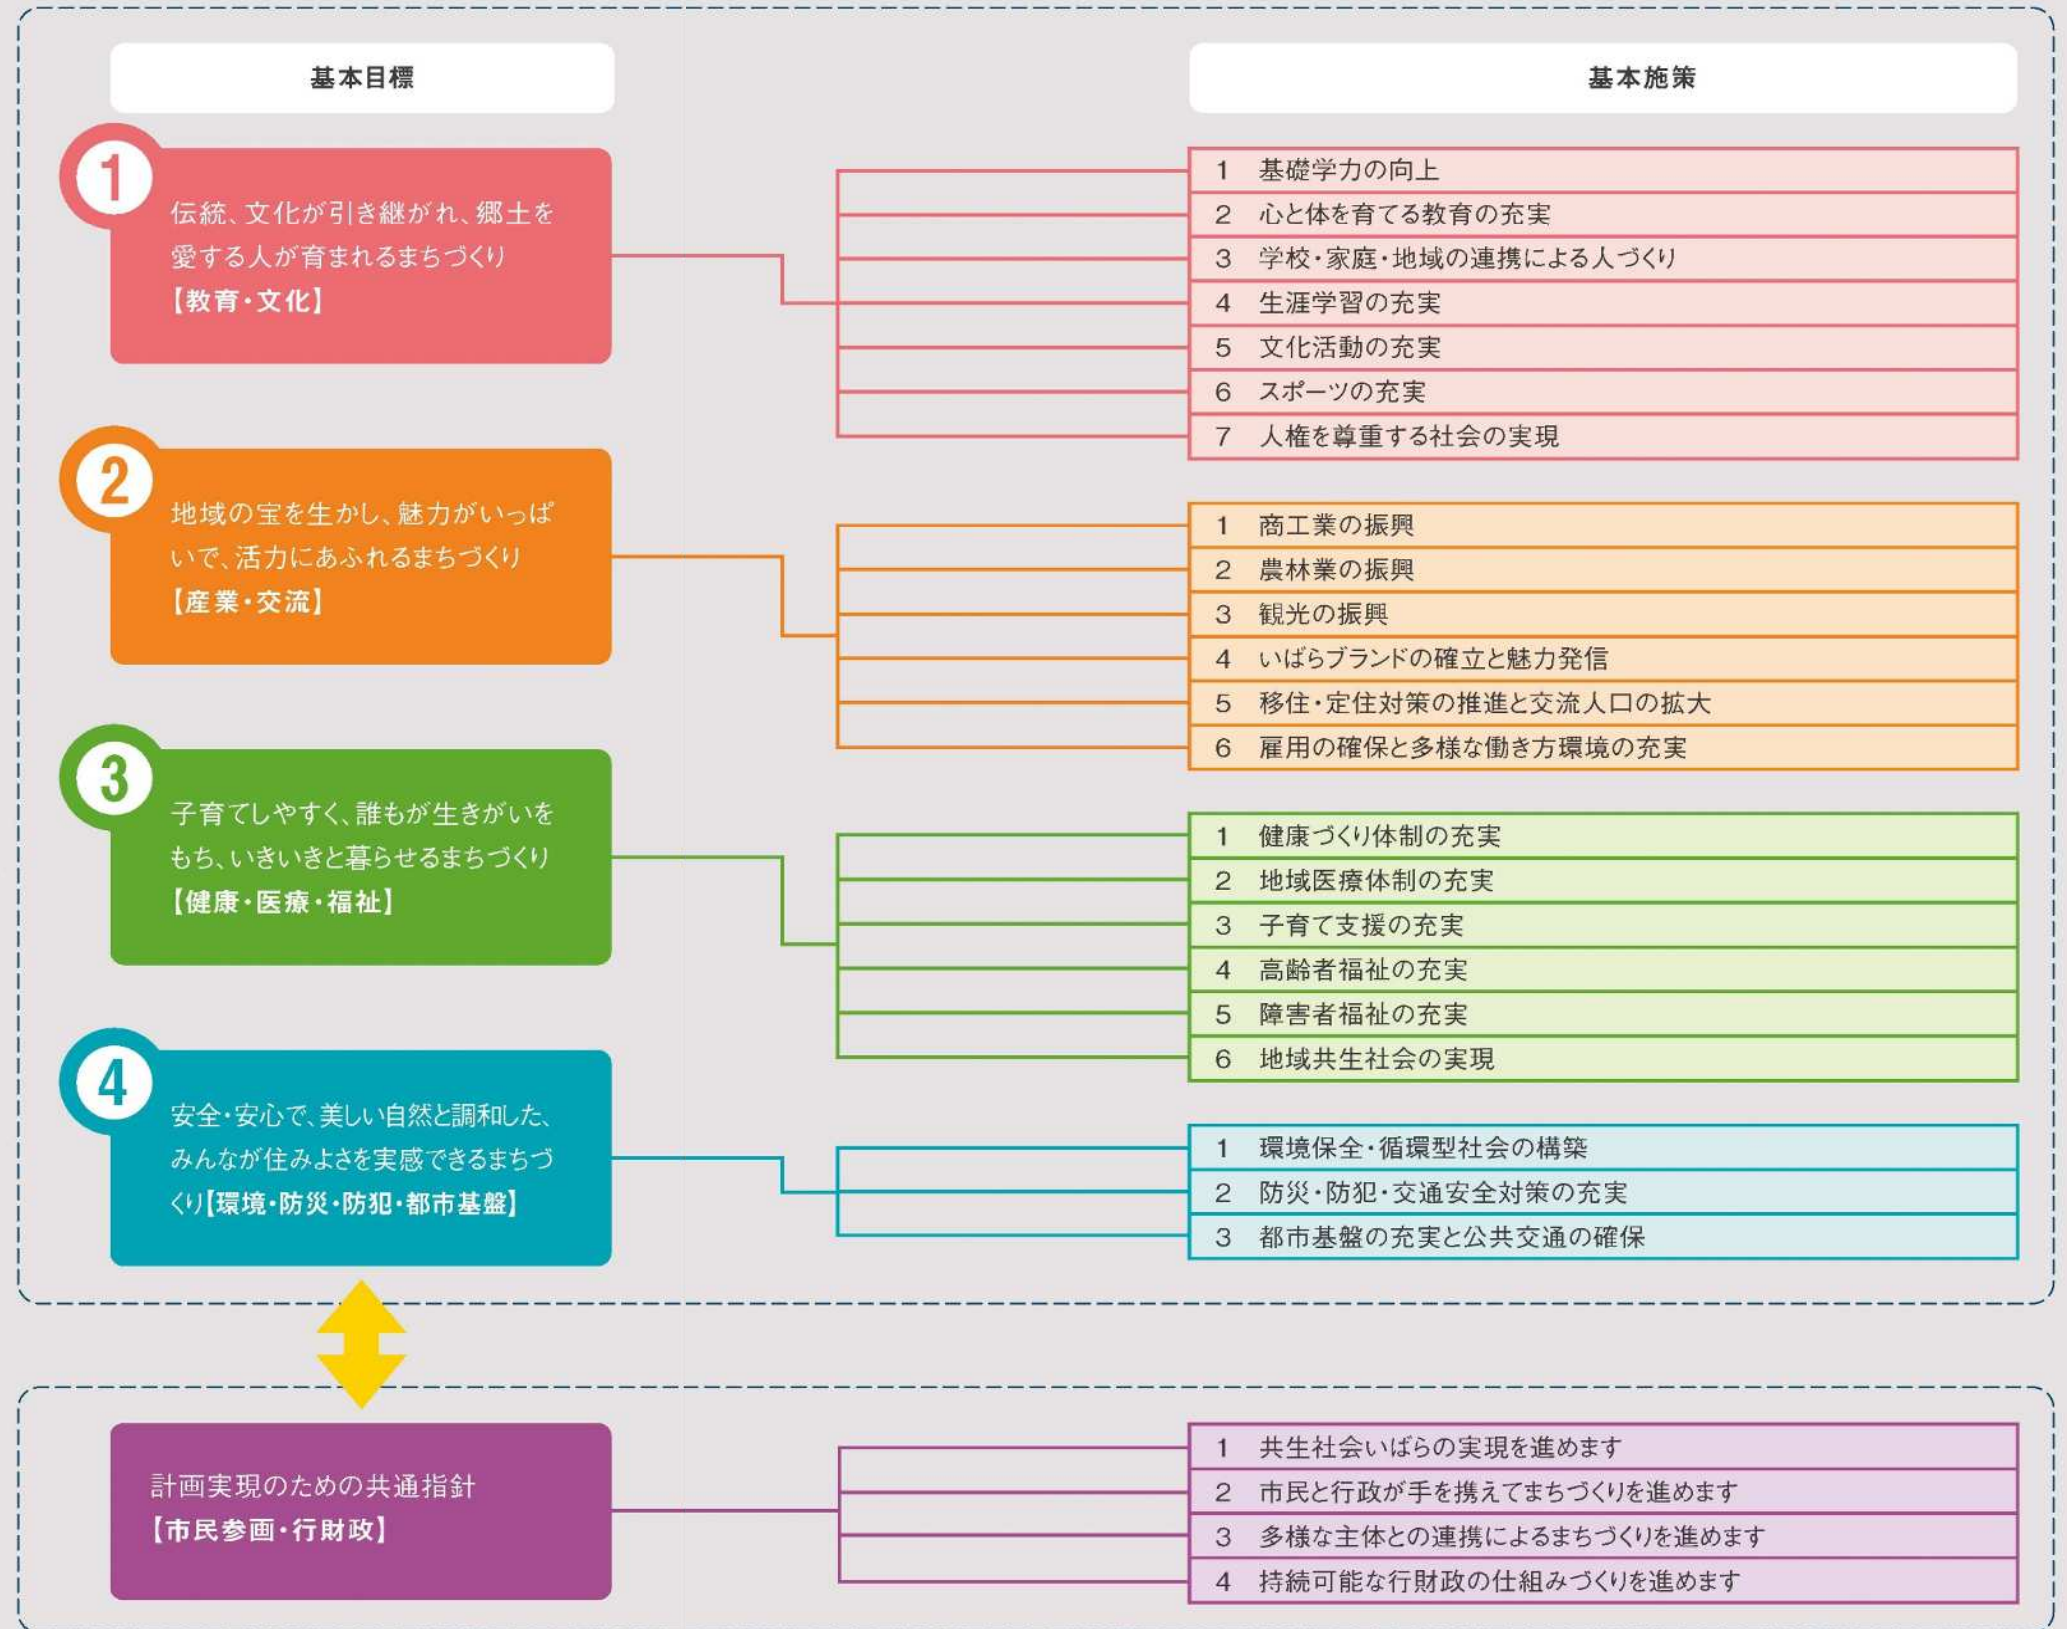 基本目標
基本施策
1
伝統、文化が引き継がれ、郷土を
愛する人が育まれるまちづくり
【教育・文化】
1 基礎学力の向上
2 心と体を育てる教育の充実
3 学校・家庭・地域の連携による人づくり
4 生涯学習の充実
5 文化活動の充実
6 スポーツの充実
7 人権を尊重する社会の実現
2
地域の宝を生かし、魅力がいっぱ
いで、活力にあふれるまちづくり
【産業・交流】
1 商工業の振興
2 農林業の振興
3 観光の振興
4 いばらブランドの確立と魅力発信
5 移住・定住対策の推進と交流人口の拡大
6 雇用の確保と多様な働き方環境の充実
3
子育てしやすく、誰もが生きがいを
もち、いきいきと暮らせるまちづくり
【健康・医療・福祉】
1 健康づくり体制の充実
2 地域医療体制の充実
3 子育て支援の充実
4 高齢者福祉の充実
5 障害者福祉の充実
6 地域共生社会の実現
4
安全・安心で、美しい自然と調和した、
みんなが住みよさを実感できるまちづ
くり【環境・防災・防犯・都市基盤】
1 環境保全・循環型社会の構築
2 防災・防犯・交通安全対策の充実
3 都市基盤の充実と公共交通の確保
計画実現のための共通指針
【市民参画・行財政】
1 共生社会いばらの実現を進めます
2 市民と行政が手を携えてまちづくりを進めます
3 多様な主体との連携によるまちづくりを進めます
4 持続可能な行財政の仕組みづくりを進めます